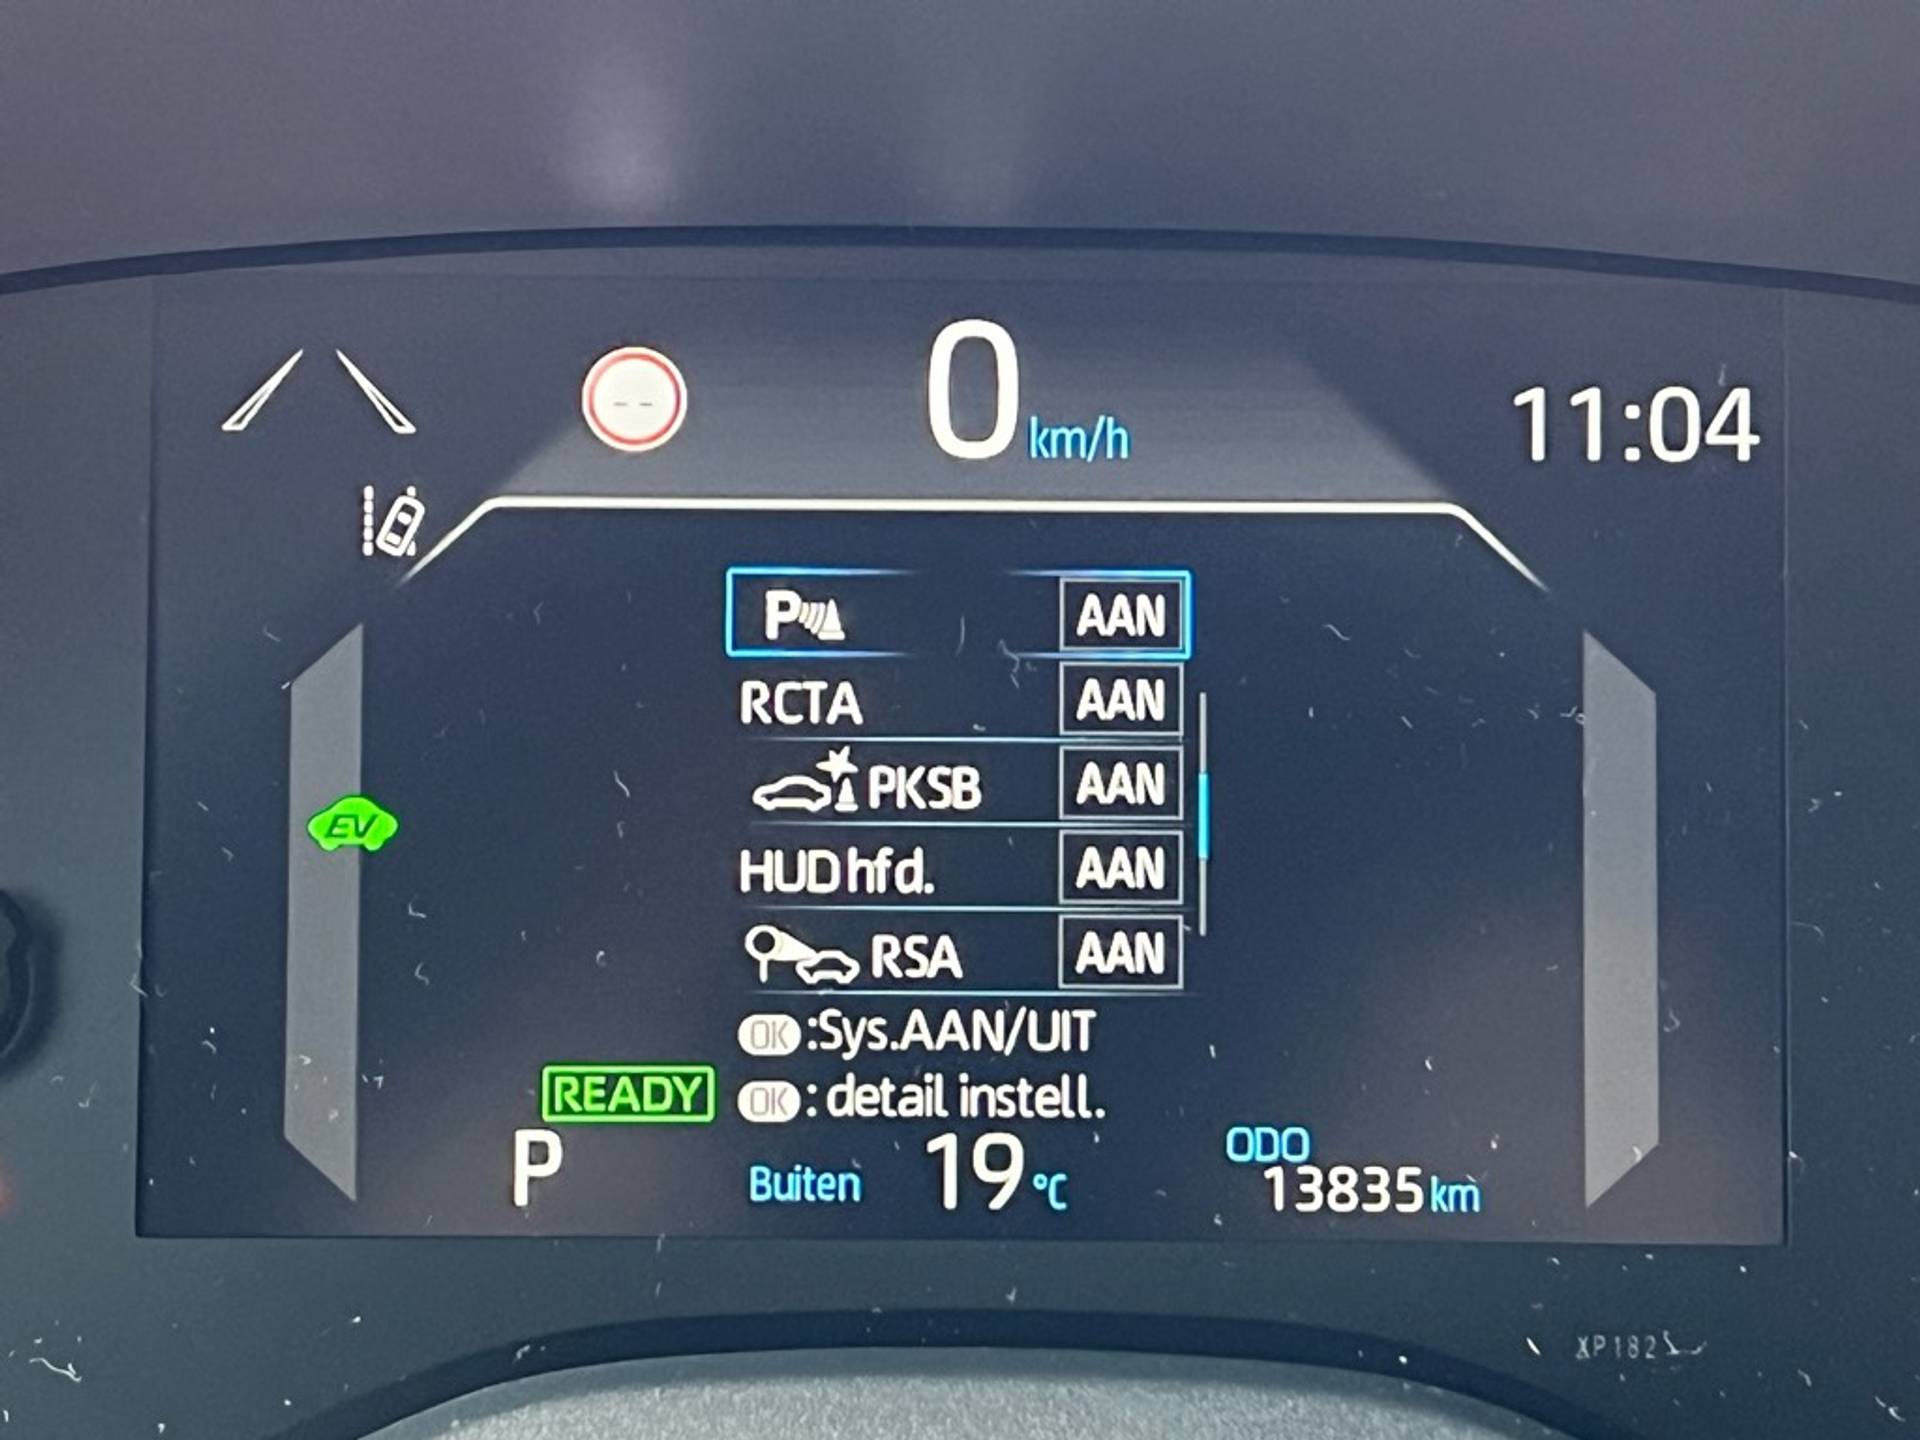 0 km/h
11:04
P AAN
RCTA AAN
PKSB AAN
EV
HUD hfd. AAN
RSA AAN
OK :Sys.AAN/UIT
READY
OK : detail instell.
P
Buiten 19 °C
ODO
13835 km